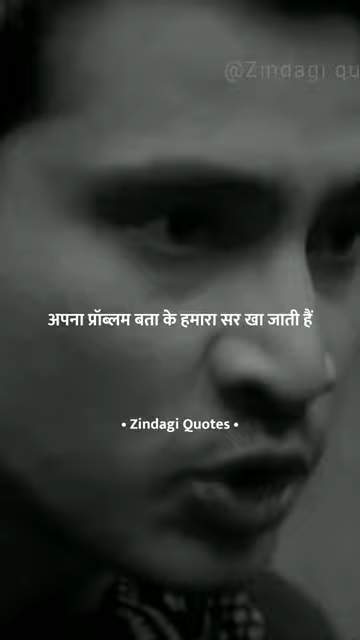 @Zindagi qu
अपना प्रॉब्लम बता के हमारा सर खा जाती हैं
• Zindagi Quotes •